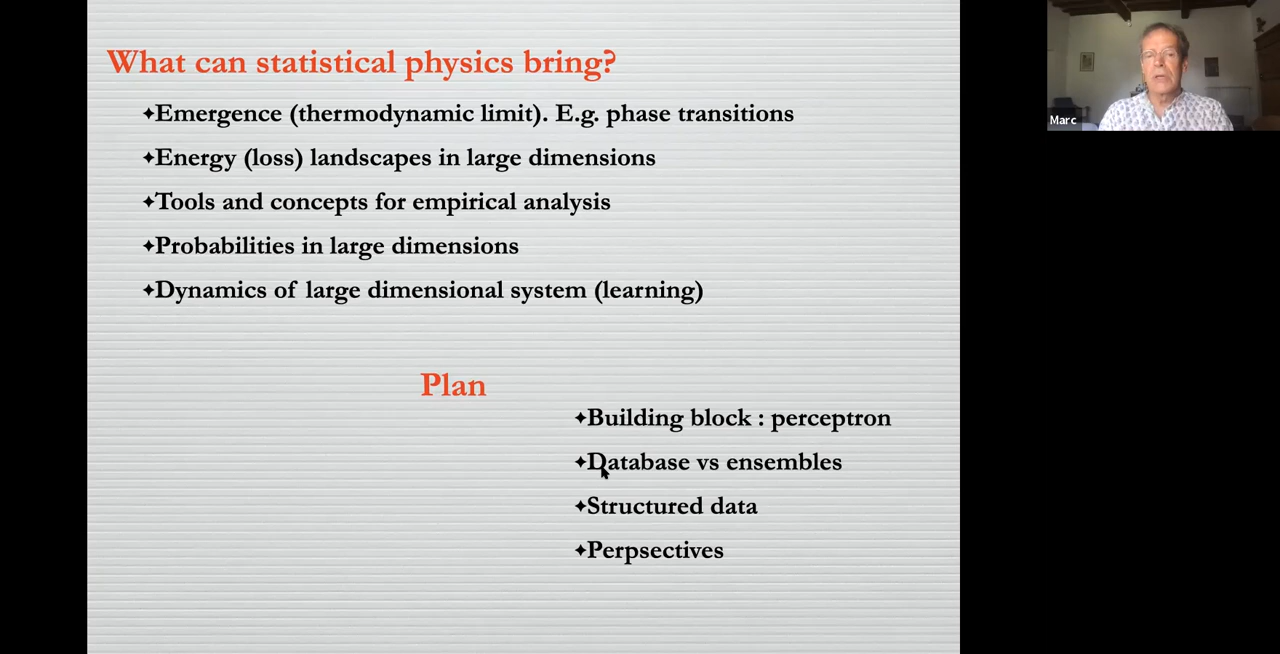 What can statistical physics bring?
✦Emergence (thermodynamic limit). E.g. phase transitions
✦Energy (loss) landscapes in large dimensions
✦Tools and concepts for empirical analysis
✦Probabilities in large dimensions
✦Dynamics of large dimensional system (learning)
Plan
✦Building block : perceptron
✦Database vs ensembles
✦Structured data
✦Perpsectives
Marc